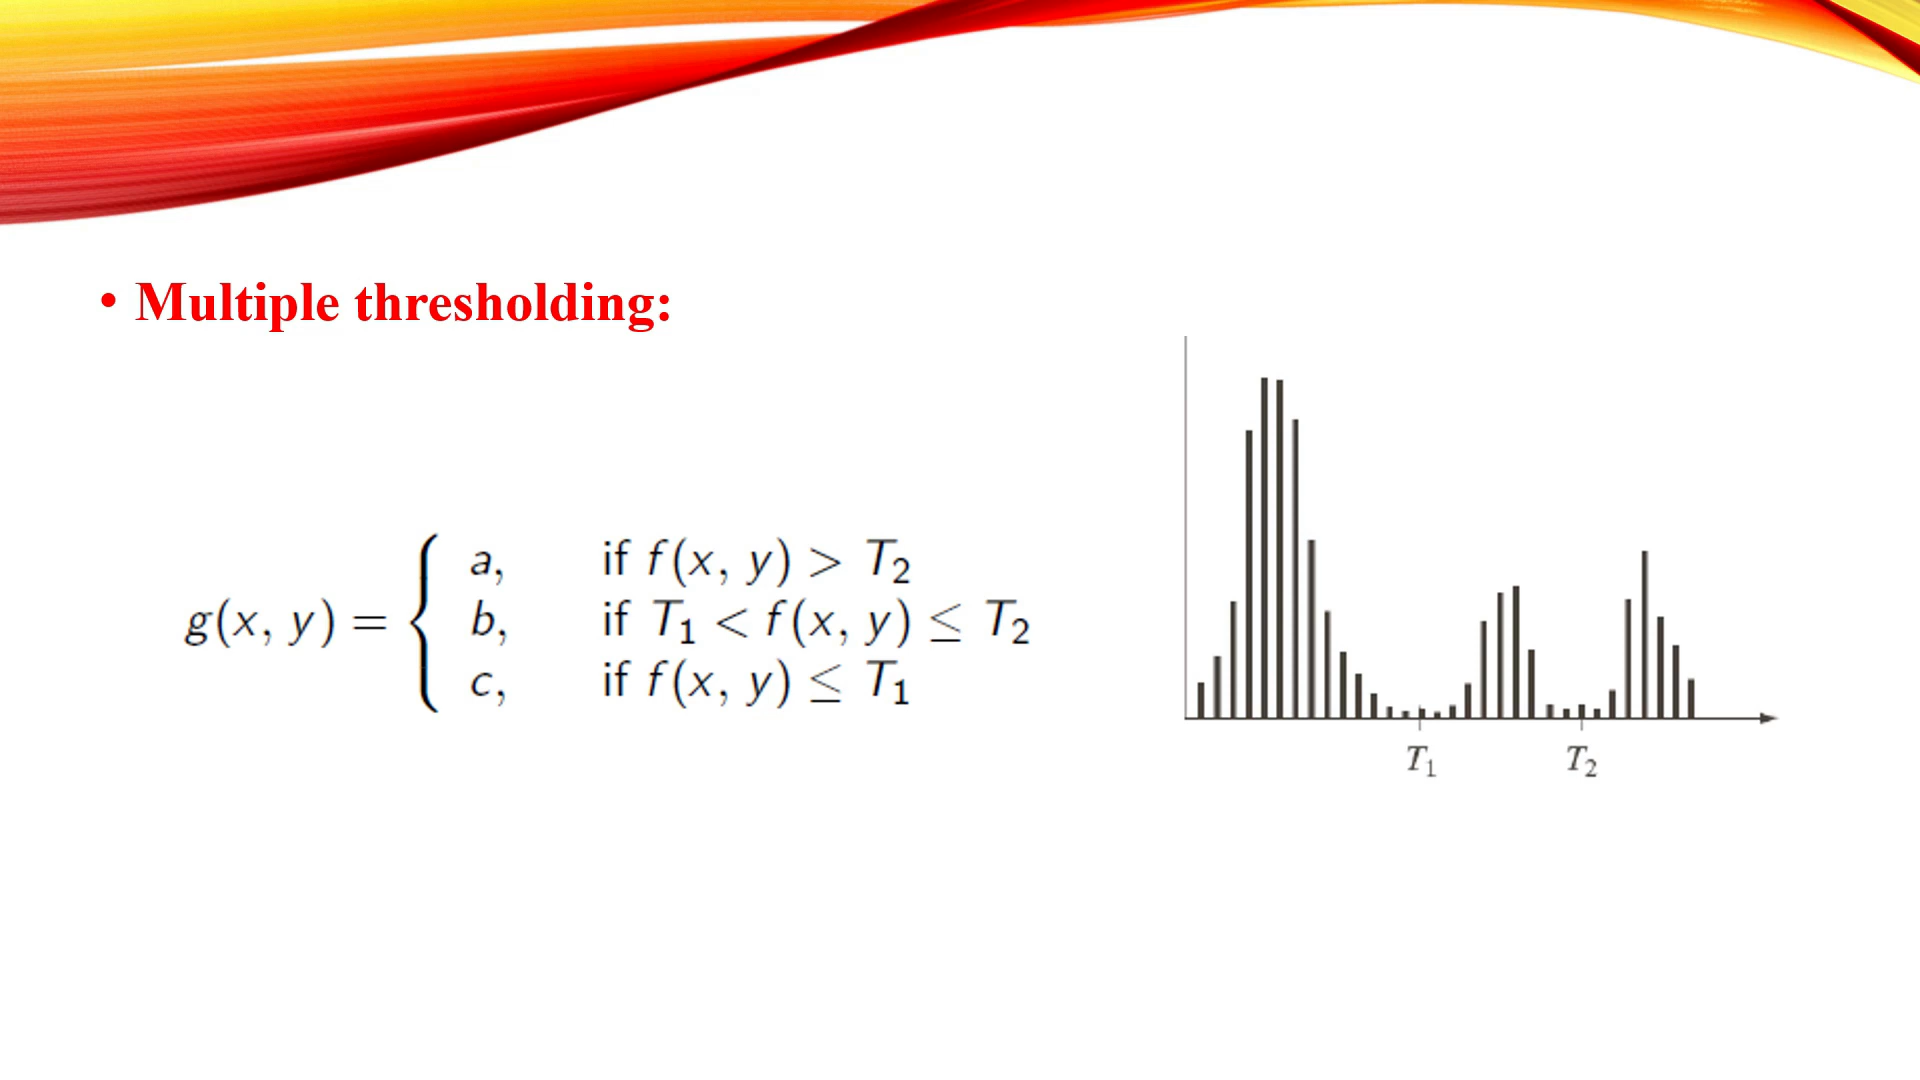 • Multiple thresholding:
a, if f(x, y) > T₂
g(x, y) = { b, if T₁ < f(x, y) ≤ T₂
c, if f(x, y) ≤ T₁
T₁ T₂